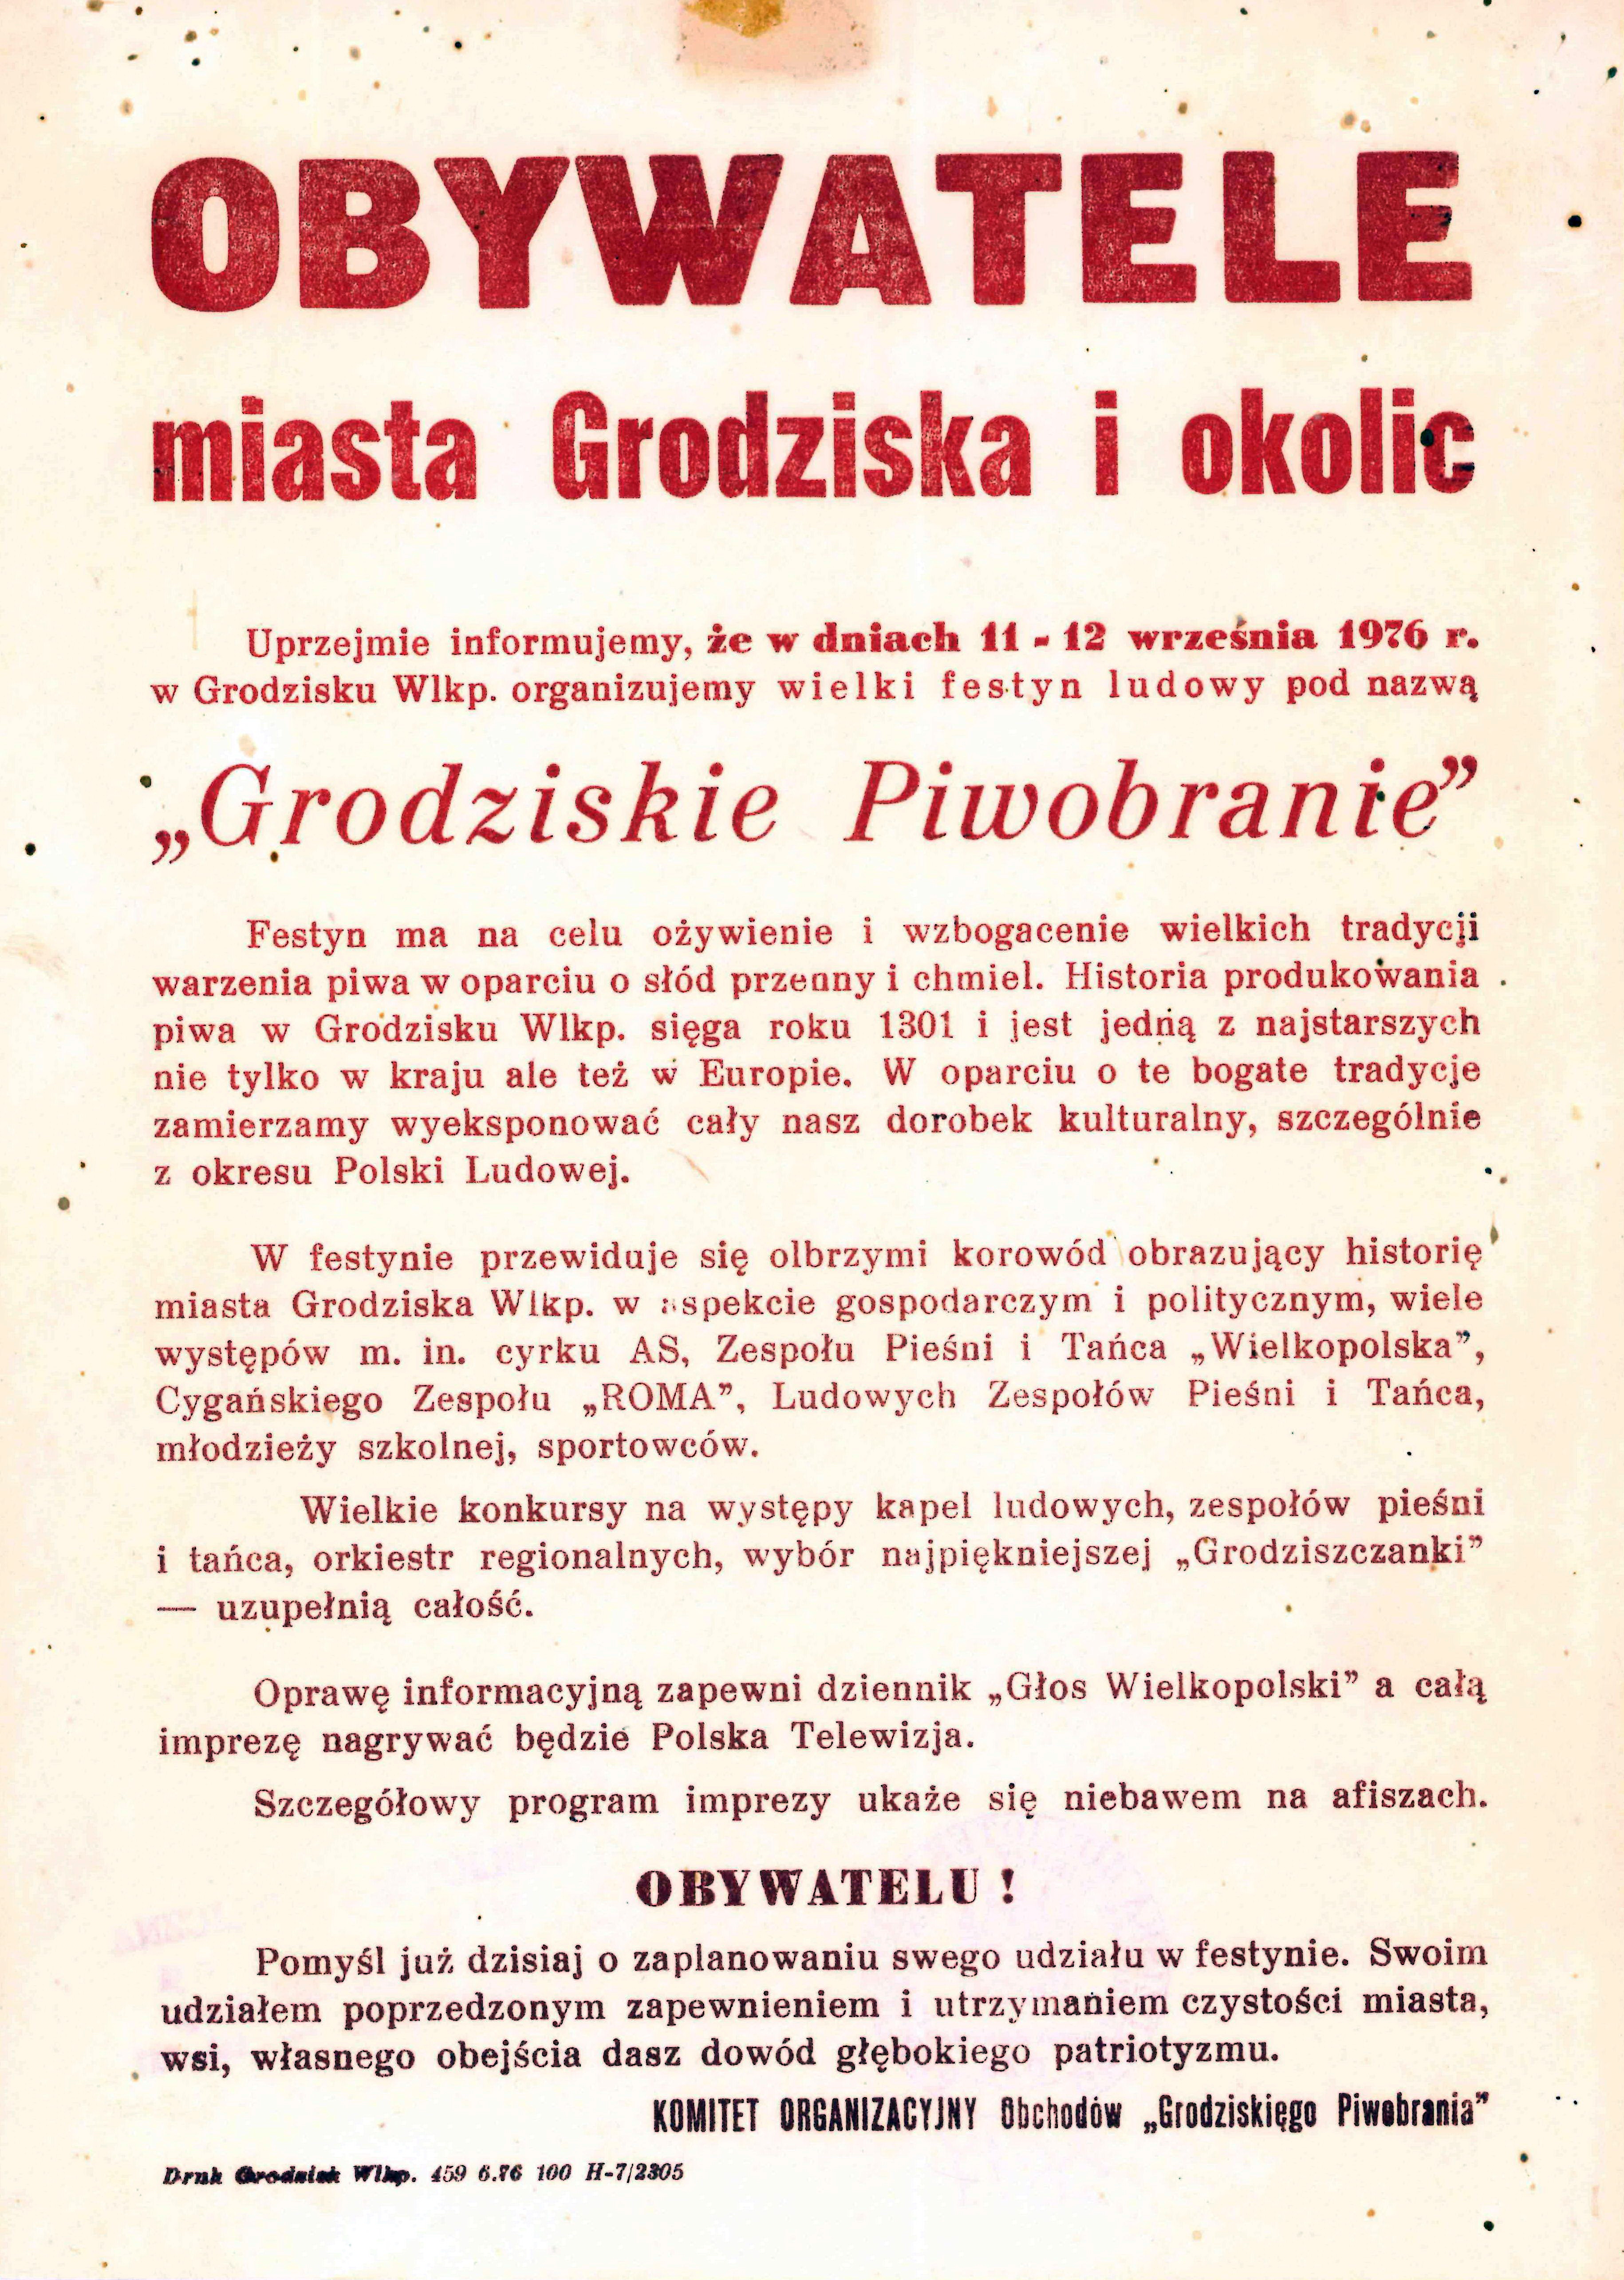 OBYWATELE
miasta Grodziska i okolic
Uprzejmie informujemy, że w dniach 11 - 12 września 1976 r.
w Grodzisku Wlkp. organizujemy wielki festyn ludowy pod nazwą
„Grodziskie Piwobranie”
Festyn ma na celu ożywienie i wzbogacenie wielkich tradycji
warzenia piwa w oparciu o słód przenny i chmiel. Historia produkowania
piwa w Grodzisku Wlkp. sięga roku 1301 i jest jedną z najstarszych
nie tylko w kraju ale też w Europie. W oparciu o te bogate tradycje
zamierzamy wyeksponować cały nasz dorobek kulturalny, szczególnie
z okresu Polski Ludowej.
W festynie przewiduje się olbrzymi korowód obrazujący historię
miasta Grodziska Wlkp. w aspekcie gospodarczym i politycznym, wiele
występów m. in. cyrku AS, Zespołu Pieśni i Tańca „Wielkopolska”,
Cygańskiego Zespołu „ROMA”, Ludowych Zespołów Pieśni i Tańca,
młodzieży szkolnej, sportowców.
Wielkie konkursy na występy kapel ludowych, zespołów pieśni
i tańca, orkiestr regionalnych, wybór najpiękniejszej „Grodziszczanki”
— uzupełnią całość.
Oprawę informacyjną zapewni dziennik „Głos Wielkopolski” a całą
imprezę nagrywać będzie Polska Telewizja.
Szczegółowy program imprezy ukaże się niebawem na afiszach.
OBYWATELU !
Pomyśl już dzisiaj o zaplanowaniu swego udziału w festynie. Swoim
udziałem poprzedzonym zapewnieniem i utrzymaniem czystości miasta,
wsi, własnego obejścia dasz dowód głębokiego patriotyzmu.
KOMITET ORGANIZACYJNY Obchodów „Grodziskięgo Piwobrania”
Druk Grodzisk Wlkp. 459 6.76 100 H-7/2305